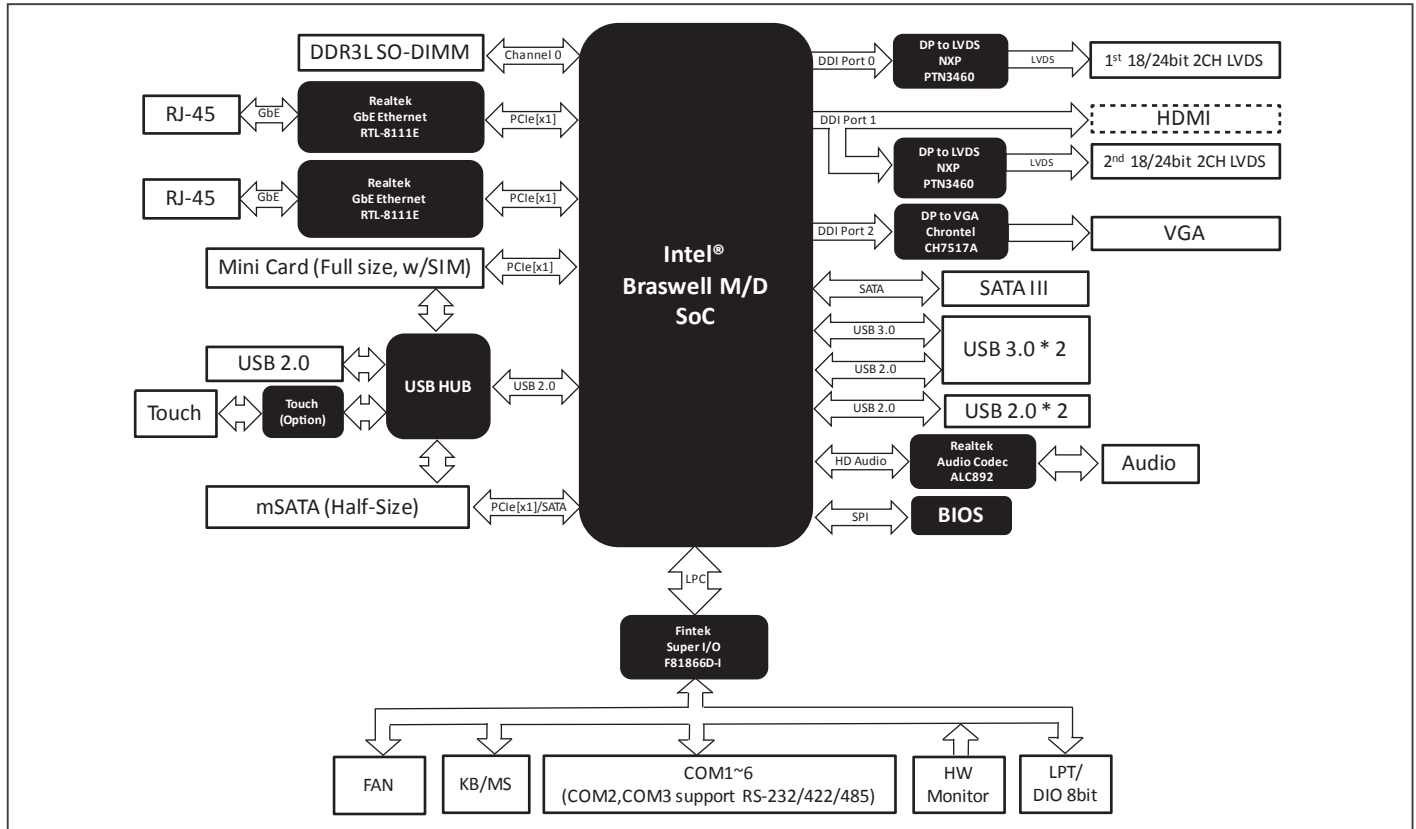 DDR3L SO-DIMM
Channel 0
RJ-45
GbE
Realtek
GbE Ethernet
RTL-8111E
PCIe[x1]
RJ-45
GbE
Realtek
GbE Ethernet
RTL-8111E
PCIe[x1]
Mini Card (Full size, w/SIM)
PCIe[x1]
USB 2.0
USB HUB
USB 2.0
Touch
Touch
(Option)
mSATA (Half-Size)
PCIe[x1]/SATA
Intel®
Braswell M/D
SoC
DDI Port 0
DP to LVDS
NXP
PTN3460
LVDS
1st 18/24bit 2CH LVDS
DDI Port 1
HDMI
DP to LVDS
NXP
PTN3460
LVDS
2nd 18/24bit 2CH LVDS
DDI Port 2
DP to VGA
Chrontel
CH7517A
VGA
SATA
SATA III
USB 3.0
USB 2.0
USB 3.0 * 2
USB 2.0
USB 2.0 * 2
HD Audio
Realtek
Audio Codec
ALC892
Audio
SPI
BIOS
LPC
Fintek
Super I/O
F81866D-I
FAN
KB/MS
COM1~6
(COM2,COM3 support RS-232/422/485)
HW
Monitor
LPT/
DIO 8bit